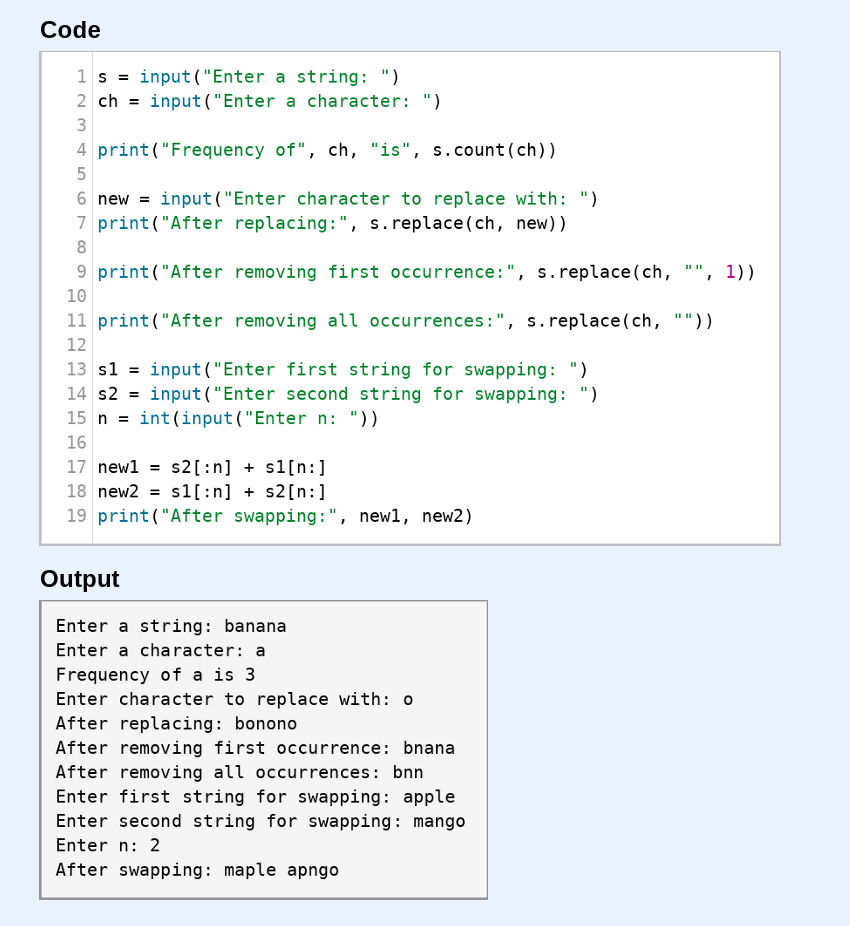 Code
1 s = input("Enter a string: ")
2 ch = input("Enter a character: ")
3
4 print("Frequency of", ch, "is", s.count(ch))
5
6 new = input("Enter character to replace with: ")
7 print("After replacing:", s.replace(ch, new))
8
9 print("After removing first occurrence:", s.replace(ch, "", 1))
10
11 print("After removing all occurrences:", s.replace(ch, ""))
12
13 s1 = input("Enter first string for swapping: ")
14 s2 = input("Enter second string for swapping: ")
15 n = int(input("Enter n: "))
16
17 new1 = s2[:n] + s1[n:]
18 new2 = s1[:n] + s2[n:]
19 print("After swapping:", new1, new2)
Output
Enter a string: banana
Enter a character: a
Frequency of a is 3
Enter character to replace with: o
After replacing: bonono
After removing first occurrence: bnana
After removing all occurrences: bnn
Enter first string for swapping: apple
Enter second string for swapping: mango
Enter n: 2
After swapping: maple apngo